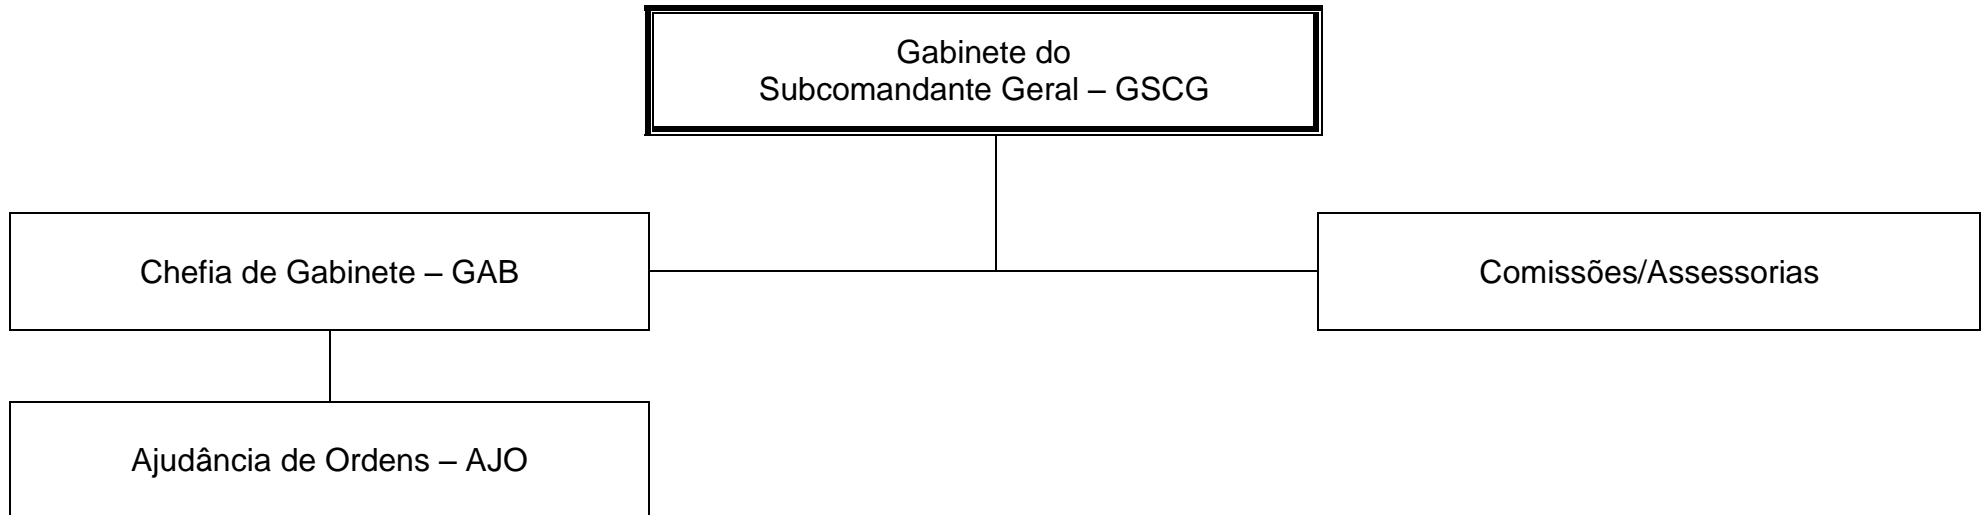 Gabinete do
Subcomandante Geral – GSCG
Chefia de Gabinete – GAB
Comissões/Assessorias
Ajudância de Ordens – AJO